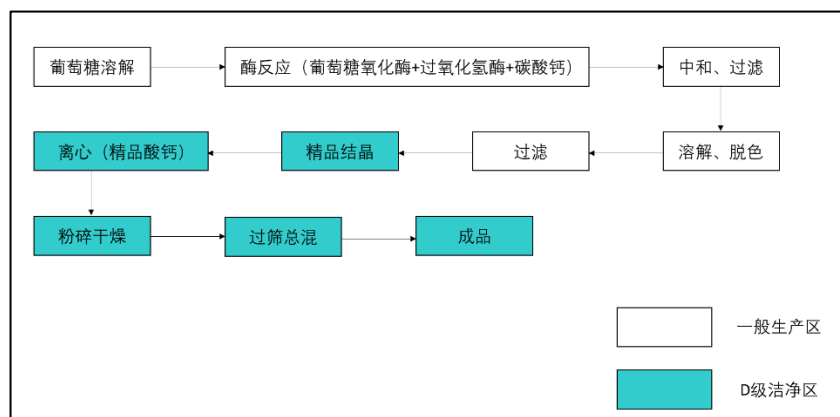 葡萄糖溶解
酶反应（葡萄糖氧化酶+过氧化氢酶+碳酸钙）
中和、过滤
溶解、脱色
过滤
精品结晶
离心（精品酸钙）
粉碎干燥
过筛总混
成品
一般生产区
D级洁净区